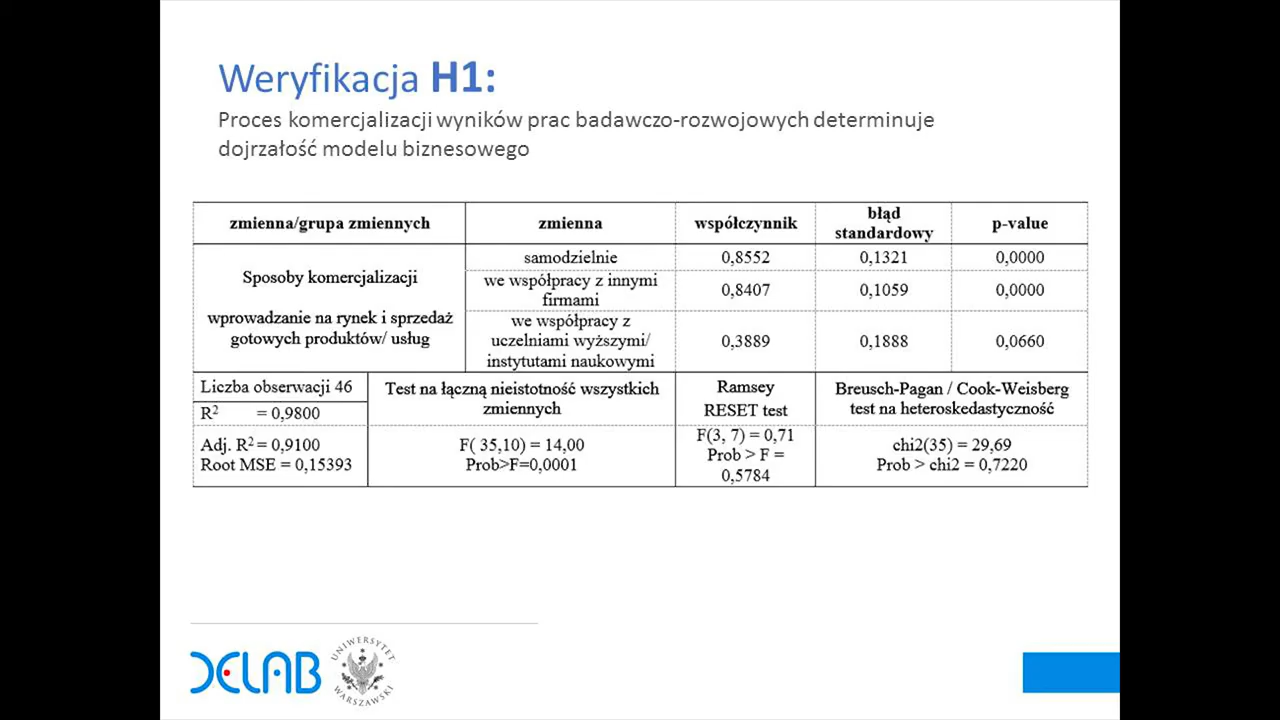 Weryfikacja H1:
Proces komercjalizacji wyników prac badawczo-rozwojowych determinuje
dojrzałość modelu biznesowego
zmienna/grupa zmiennych
zmienna
współczynnik
błąd
standardowy
p-value
Sposoby komercjalizacji
wprowadzanie na rynek i sprzedaż
gotowych produktów/ usług
samodzielnie
0,8552
0,1321
0,0000
we współpracy z innymi
firmami
0,8407
0,1059
0,0000
we współpracy z
uczelniami wyższymi/
instytutami naukowymi
0,3889
0,1888
0,0660
Liczba obserwacji 46
R² = 0,9800
Test na łączną nieistotność wszystkich
zmiennych
Ramsey
RESET test
Breusch-Pagan / Cook-Weisberg
test na heteroskedastyczność
Adj. R² = 0,9100
Root MSE = 0,15393
F( 35,10) = 14,00
Prob>F=0,0001
F(3, 7) = 0,71
Prob > F =
0,5784
chi2(35) = 29,69
Prob > chi2 = 0,7220
DELAB
UNIWERSYTET
WARSZAWSKI